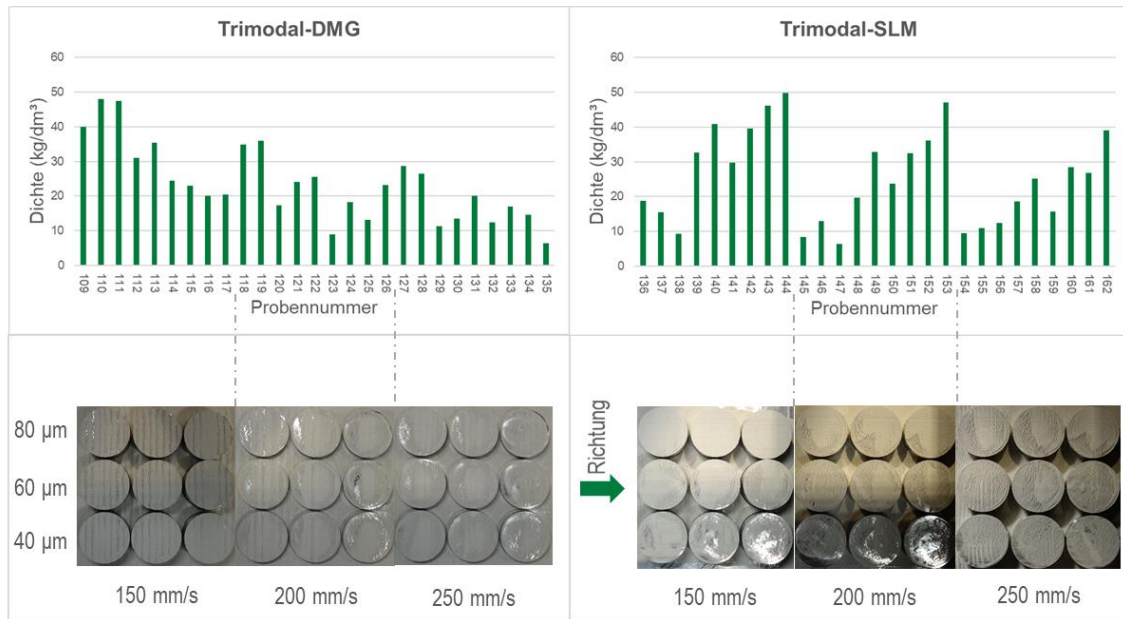 Trimodal-DMG
60
50
40
30
20
10
0
Dichte (kg/dm³)
109 110 111 112 113 114 115 116 117 118 119 120 121 122 123 124 125 126 127 128 129 130 131 132 133 134 135
Probennummer
Trimodal-SLM
60
50
40
30
20
10
0
Dichte (kg/dm³)
136 137 138 139 140 141 142 143 144 145 146 147 148 149 150 151 152 153 154 155 156 157 158 159 160 161 162
Probennummer
80 µm
60 µm
40 µm
150 mm/s 200 mm/s 250 mm/s
Richtung
150 mm/s 200 mm/s 250 mm/s